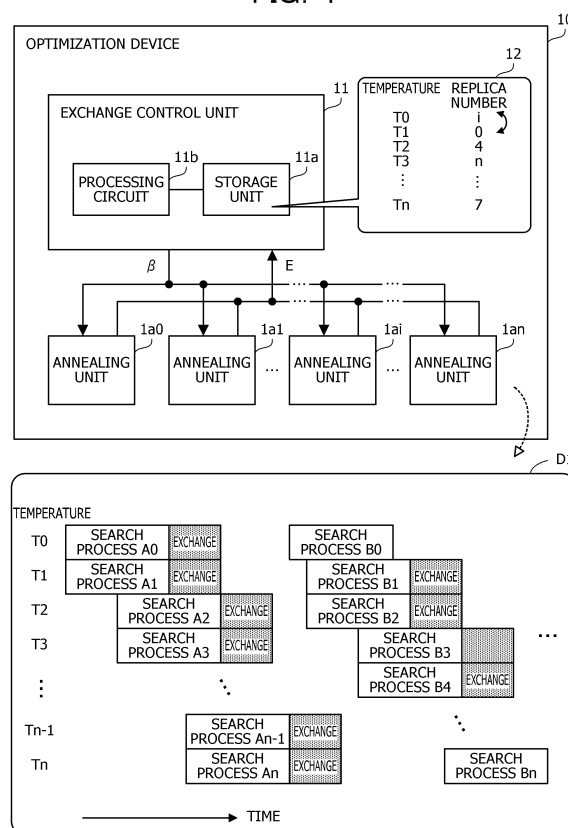 10
OPTIMIZATION DEVICE
11
EXCHANGE CONTROL UNIT
11b
PROCESSING
CIRCUIT
11a
STORAGE
UNIT
12
TEMPERATURE REPLICA
NUMBER
T0 i
T1 0
T2 4
T3 n
⋮ ⋮
Tn 7
β E
... ...
... ...
1a0 1a1 1ai 1an
ANNEALING
UNIT
ANNEALING
UNIT
...
ANNEALING
UNIT
...
ANNEALING
UNIT
TEMPERATURE
T0 SEARCH
PROCESS A0 EXCHANGE SEARCH
PROCESS B0
T1 SEARCH
PROCESS A1 EXCHANGE SEARCH
PROCESS B1 EXCHANGE
T2 SEARCH
PROCESS A2 EXCHANGE SEARCH
PROCESS B2 EXCHANGE
T3 SEARCH
PROCESS A3 EXCHANGE SEARCH
PROCESS B3 ...
SEARCH
PROCESS B4 EXCHANGE
⋮ ⋱ ⋱
Tn-1 SEARCH
PROCESS An-1 EXCHANGE
Tn SEARCH
PROCESS An EXCHANGE SEARCH
PROCESS Bn
TIME